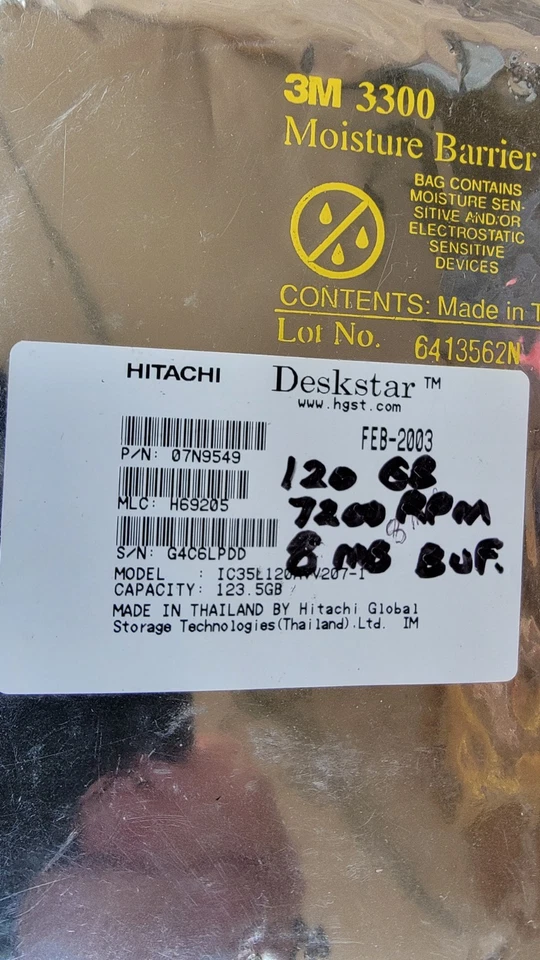 3M 3300
Moisture Barrier
BAG CONTAINS
MOISTURE SEN-
SITIVE AND/OR
ELECTROSTATIC
SENSITIVE
DEVICES
CONTENTS: Made in T
Lot No. 6413562N
HITACHI Deskstar™
www.hgst.com
FEB-2003
P/N: 07N9549
120 GB
MLC: H69205
7200 RPM
S/N: G4C6LPDD
8 MB BUF.
MODEL :
CAPACITY: 123.5GB
MADE IN THAILAND BY Hitachi Global
Storage Technologies(Thailand).Ltd. IM